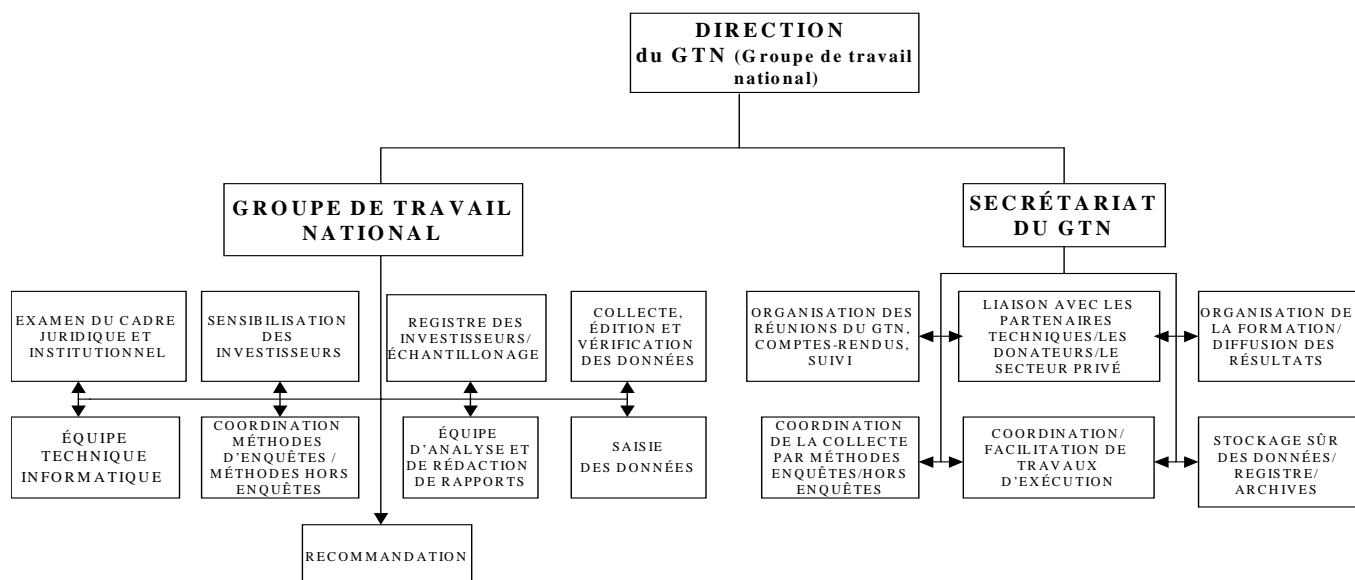 DIRECTION
du GTN (Groupe de travail
national)
GROUPE DE TRAVAIL
NATIONAL
SECRÉTARIAT
DU GTN
EXAMEN DU CADRE
JURIDIQUE ET
INSTITUTIONNEL
SENSIBILISATION
DES
INVESTISSEURS
REGISTRE DES
INVESTISSEURS/
ÉCHANTILLONAGE
COLLECTE,
ÉDITION ET
VÉRIFICATION
DES DONNÉES
ORGANISATION DES
RÉUNIONS DU GTN,
COMPTES-RENDUS,
SUIVI
LIAISON AVEC LES
PARTENAIRES
TECHNIQUES/LES
DONATEURS/LE
SECTEUR PRIVÉ
ORGANISATION DE
LA FORMATION/
DIFFUSION DES
RÉSULTATS
ÉQUIPE
TECHNIQUE
INFORMATIQUE
COORDINATION
MÉTHODES
D'ENQUÊTES /
MÉTHODES HORS
ENQUÊTES
ÉQUIPE
D'ANALYSE ET
DE RÉDACTION
DE RAPPORTS
SAISIE
DES DONNÉES
COORDINATION
DE LA COLLECTE
PAR MÉTHODES
ENQUÊTES/HORS
ENQUÊTES
COORDINATION/
FACILITATION DE
TRAVAUX
D'EXÉCUTION
STOCKAGE SÛR
DES DONNÉES/
REGISTRE/
ARCHIVES
RECOMMANDATION